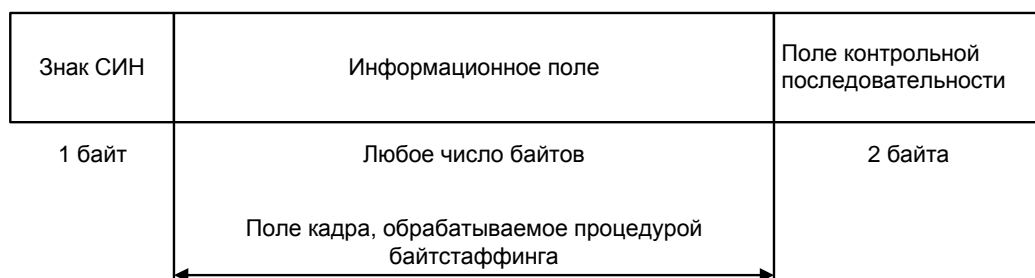 Знак СИН
Информационное поле
Поле контрольной
последовательности
1 байт
Любое число байтов
2 байта
Поле кадра, обрабатываемое процедурой
байтстаффинга